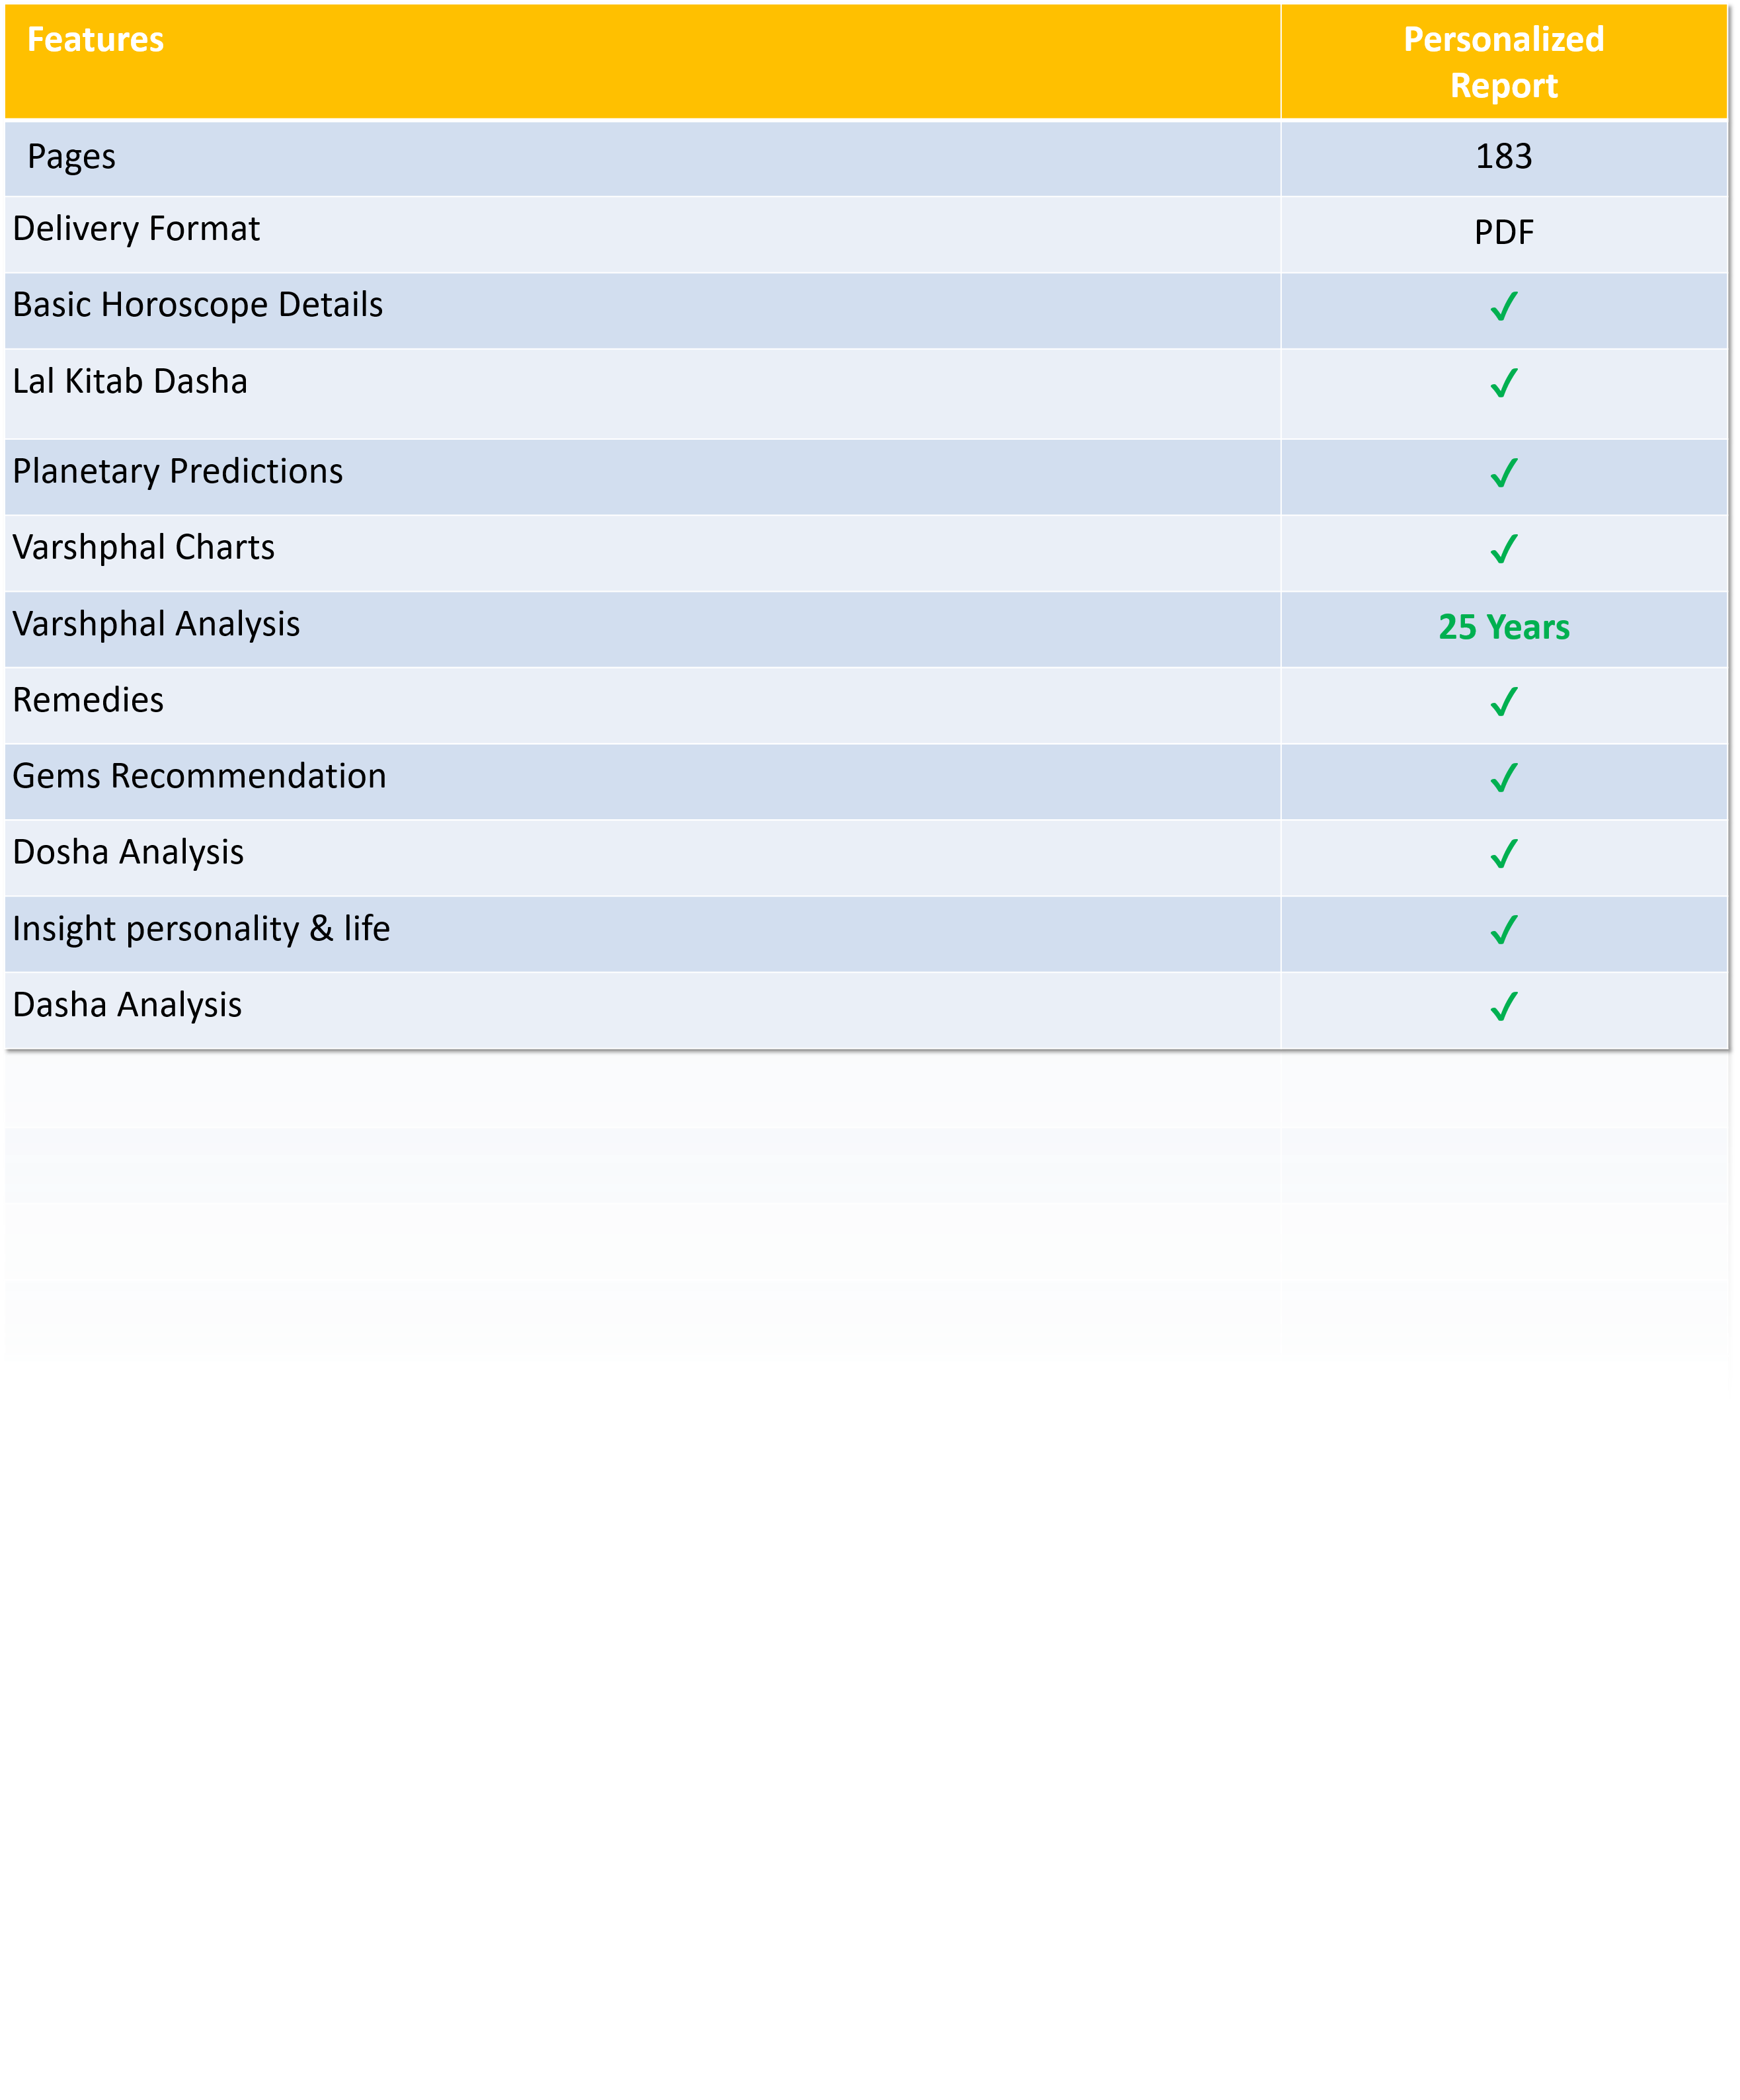 Features
Personalized
Report
Pages
183
Delivery Format
PDF
Basic Horoscope Details
✓
Lal Kitab Dasha
✓
Planetary Predictions
✓
Varshphal Charts
✓
Varshphal Analysis
25 Years
Remedies
✓
Gems Recommendation
✓
Dosha Analysis
✓
Insight personality & life
✓
Dasha Analysis
✓